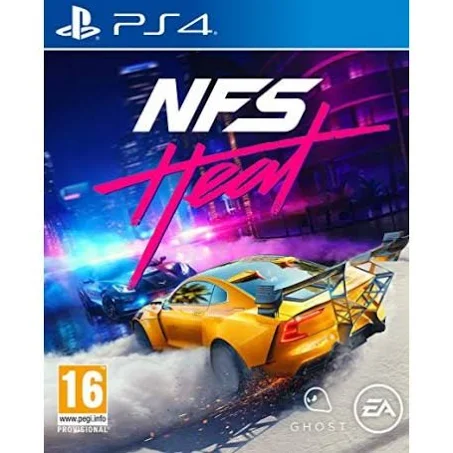 PS4
NFS
Heat
16
www.pegi.info
PROVISIONAL
GHOST
EA